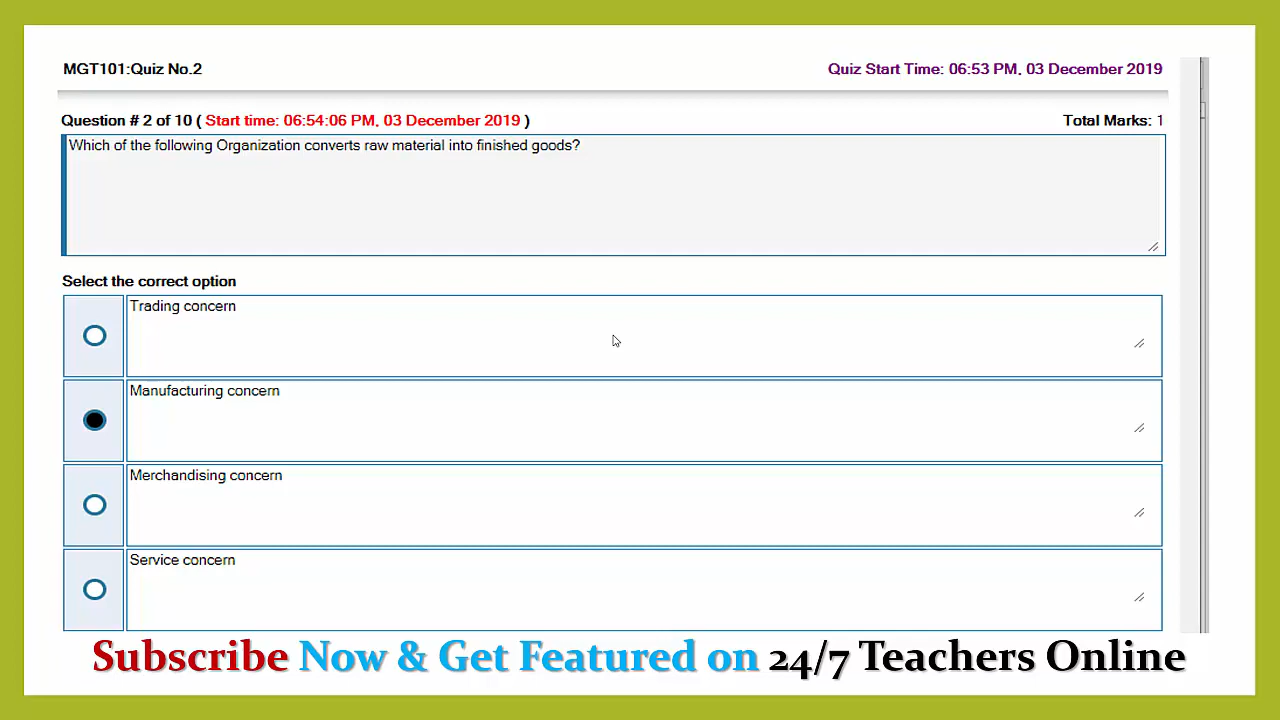 MGT101:Quiz No.2
Quiz Start Time: 06:53 PM, 03 December 2019
Question # 2 of 10 ( Start time: 06:54:06 PM, 03 December 2019 )
Total Marks: 1
Which of the following Organization converts raw material into finished goods?
Select the correct option
Trading concern
Manufacturing concern
Merchandising concern
Service concern
Subscribe Now & Get Featured on 24/7 Teachers Online